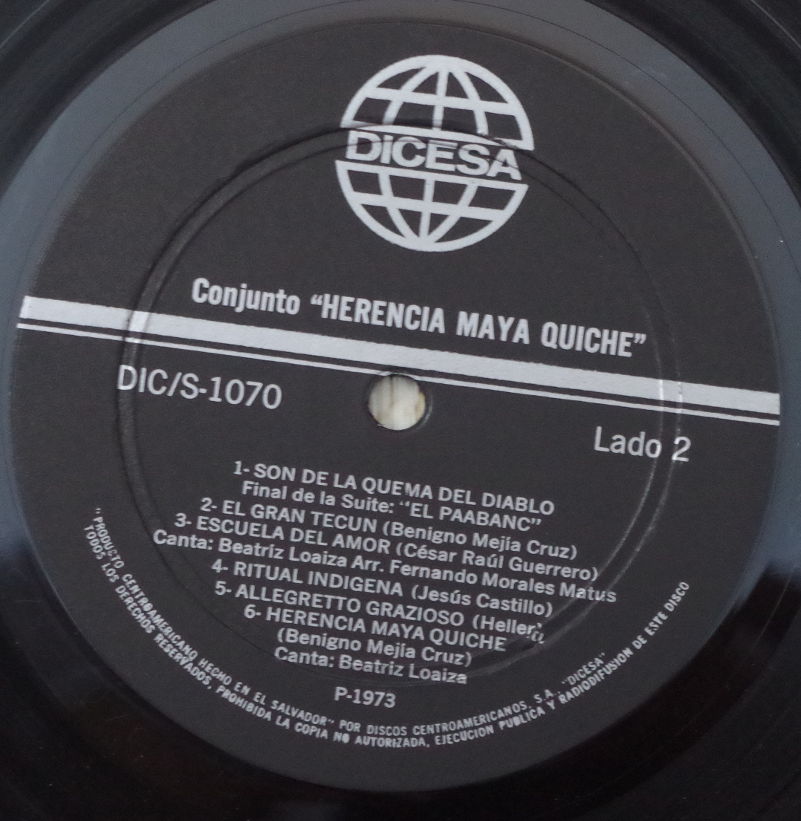 DICESA
Conjunto "HERENCIA MAYA QUICHE"
DIC/S-1070
Lado 2
1- SON DE LA QUEMA DEL DIABLO
Final de la Suite: "EL PAABANC"
2- EL GRAN TECUN (Benigno Mejía Cruz)
3- ESCUELA DEL AMOR (César Raúl Guerrero)
Canta: Beatríz Loaiza Arr. Fernando Morales Matus
4- RITUAL INDIGENA (Jesús Castillo)
5- ALLEGRETTO GRAZIOSO (Heller)
6- HERENCIA MAYA QUICHE
(Benigno Mejía Cruz)
Canta: Beatriz Loaiza
P-1973
"PRODUCTO CENTROAMERICANO HECHO EN EL SALVADOR" POR DISCOS CENTROAMERICANOS, S.A. "DICESA"
TODOS LOS DERECHOS RESERVADOS, PROHIBIDA LA COPIA NO AUTORIZADA, EJECUCION PUBLICA Y RADIODIFUSION DE ESTE DISCO